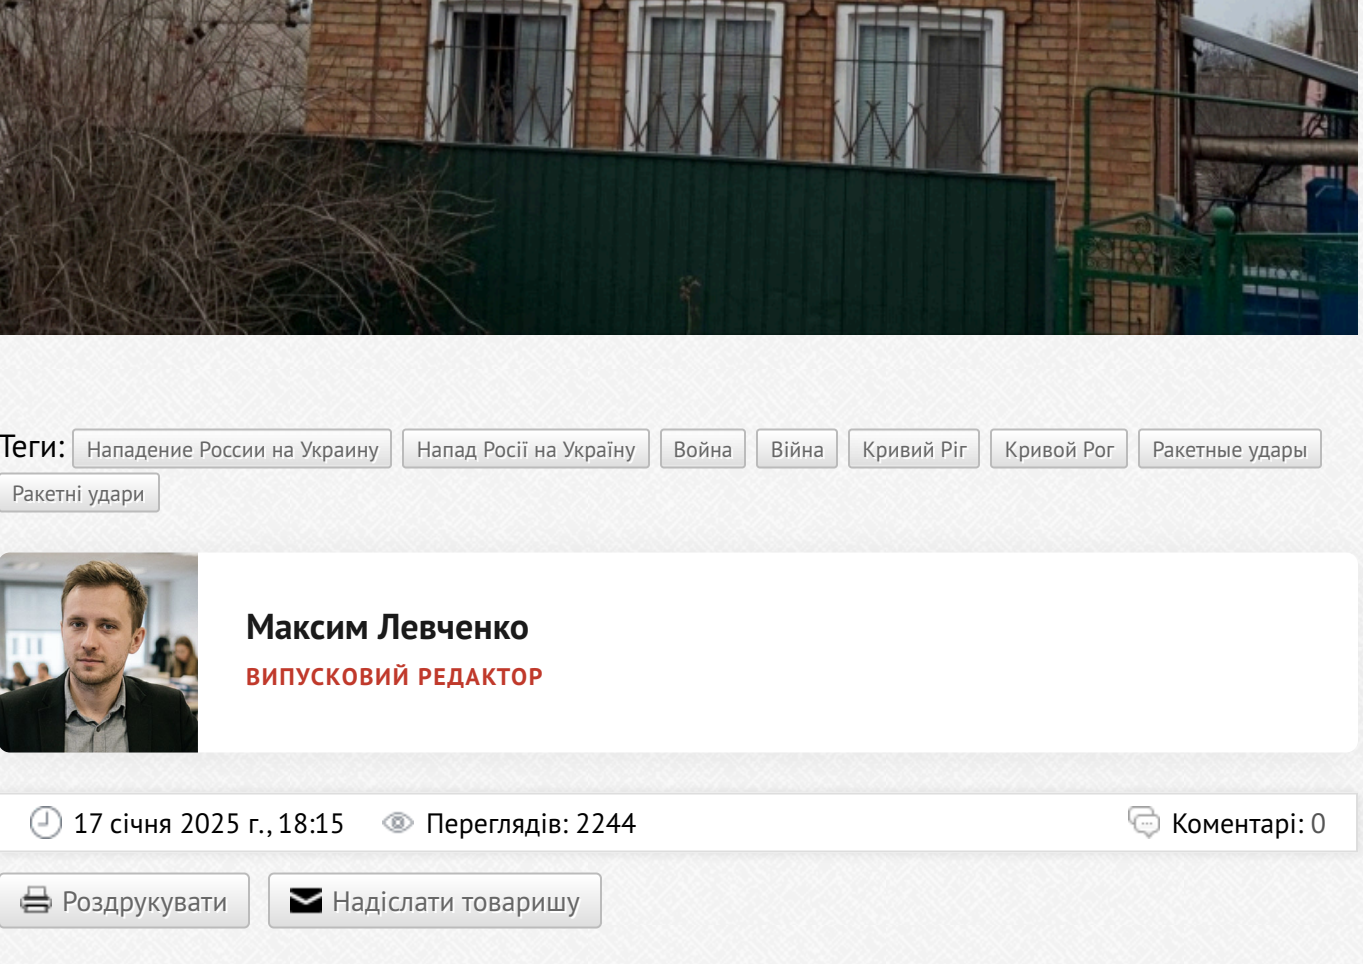 Теги: Нападение России на Украину Напад Росії на Україну Война Війна Кривий Ріг Кривой Рог Ракетные удары
Ракетні удари
Максим Левченко
ВИПУСКОВИЙ РЕДАКТОР
17 січня 2025 г., 18:15 Переглядів: 2244 Коментарі: 0
Роздрукувати Надіслати товаришу